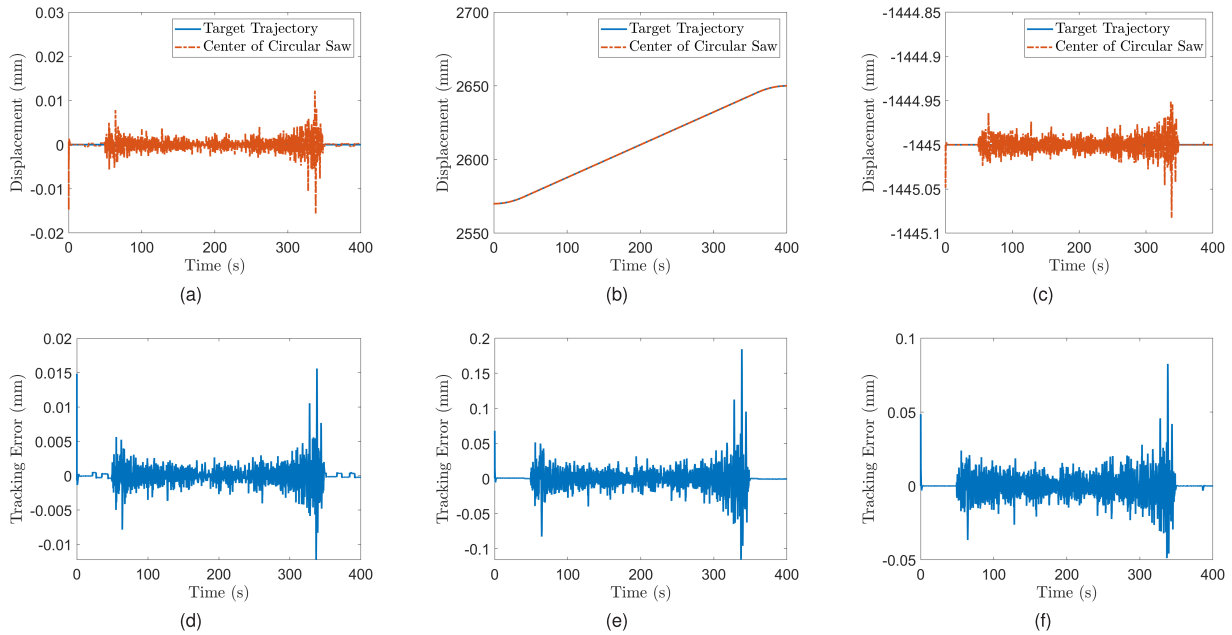 0.03
0.02
0.01
0
-0.01
-0.02
0 100 200 300 400
Displacement (mm)
Time (s)
Target Trajectory
Center of Circular Saw
(a)
2700
2650
2600
2550
0 100 200 300 400
Displacement (mm)
Time (s)
Target Trajectory
Center of Circular Saw
(b)
-1444.85
-1444.9
-1444.95
-1445
-1445.05
-1445.1
0 100 200 300 400
Displacement (mm)
Time (s)
Target Trajectory
Center of Circular Saw
(c)
0.02
0.015
0.01
0.005
0
-0.005
-0.01
0 100 200 300 400
Tracking Error (mm)
Time (s)
(d)
0.2
0.15
0.1
0.05
0
-0.05
-0.1
0 100 200 300 400
Tracking Error (mm)
Time (s)
(e)
0.1
0.05
0
-0.05
0 100 200 300 400
Tracking Error (mm)
Time (s)
(f)